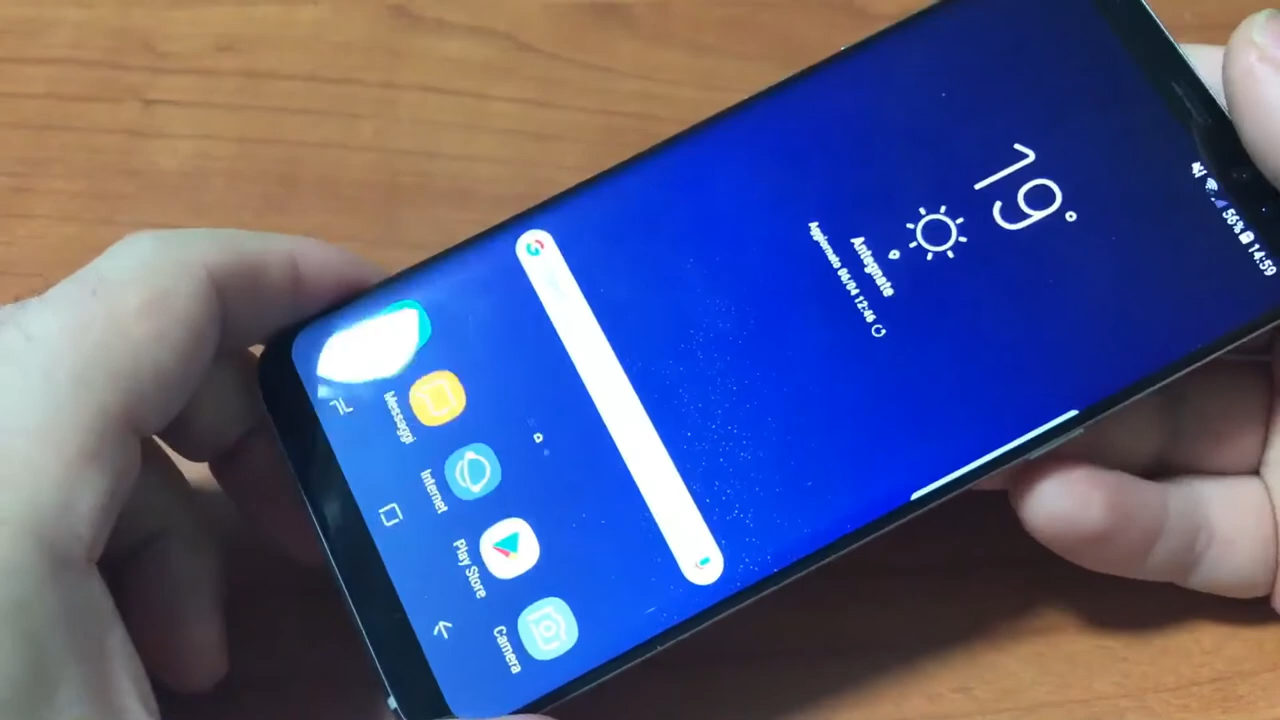 56% 14:59
19°
Antegnate
Aggiornato 06/04 12:46
Messaggi
Internet
Play Store
Camera